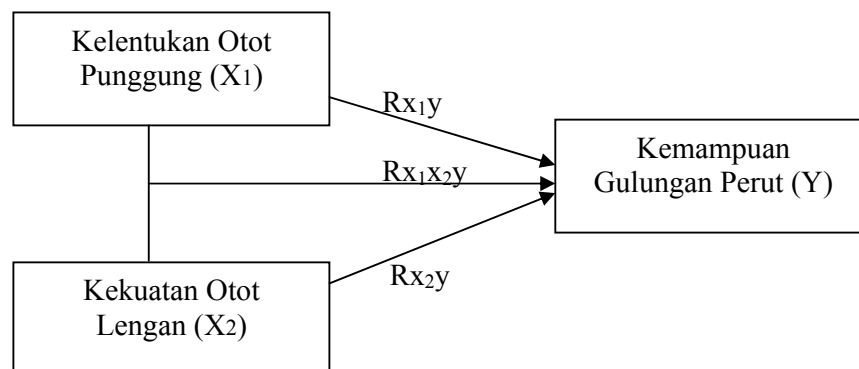 Kelentukan Otot
Punggung (X1)
Rx₁y
Kemampuan
Gulungan Perut (Y)
Rx₁x₂y
Rx₂y
Kekuatan Otot
Lengan (X2)